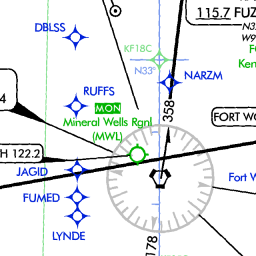 115.7 FUZ
DBLSS
KF18C
N33°
NARZM
RUFFS
MON
4
Mineral Wells Rgnl
(MWL)
358
FORT WO
H 122.2
JAGID
Fort W
FUMED
LYNDE
178
N3
W9
F
Ken